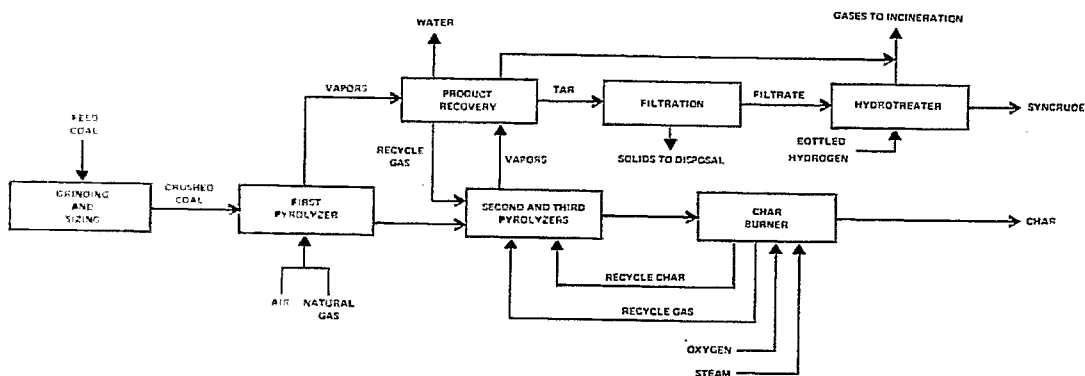 WATER
GASES TO INCINERATION
VAPORS
PRODUCT
RECOVERY
TAR
FILTRATION
FILTRATE
HYDROTREATER
SYNCRUDE
FEED
COAL
RECYCLE
GAS
VAPORS
SOLIDS TO DISPOSAL
BOTTLED
HYDROGEN
GRINDING
AND
SIZING
CRUSHED
COAL
FIRST
PYROLYZER
SECOND AND THIRD
PYROLYZERS
CHAR
BURNER
CHAR
RECYCLE CHAR
AIR
NATURAL
GAS
RECYCLE GAS
OXYGEN
STEAM